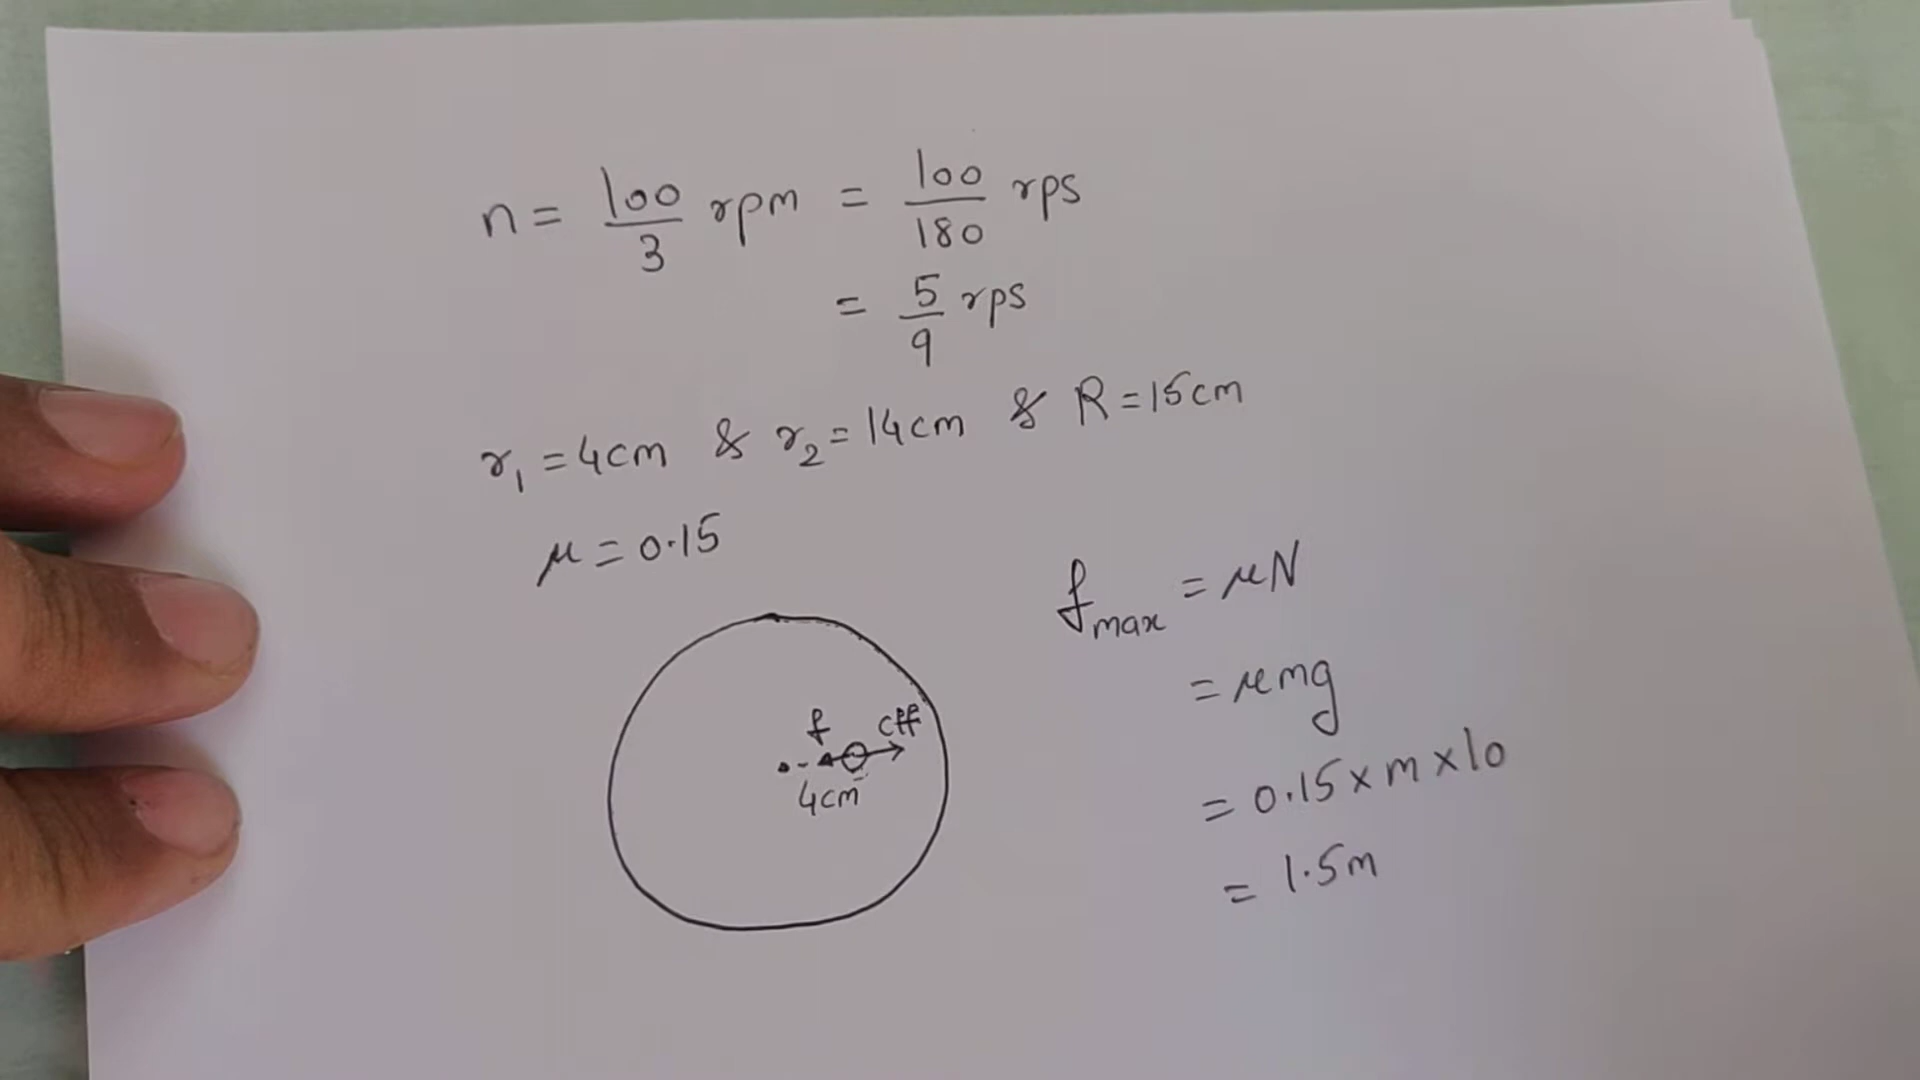 n = 100/3 rpm = 100/180 rps
= 5/9 rps
r₁ = 4cm & r₂ = 14cm & R = 15cm
μ = 0.15
f_max = μN
= μmg
= 0.15 × m × 10
= 1.5m
f cff
4cm